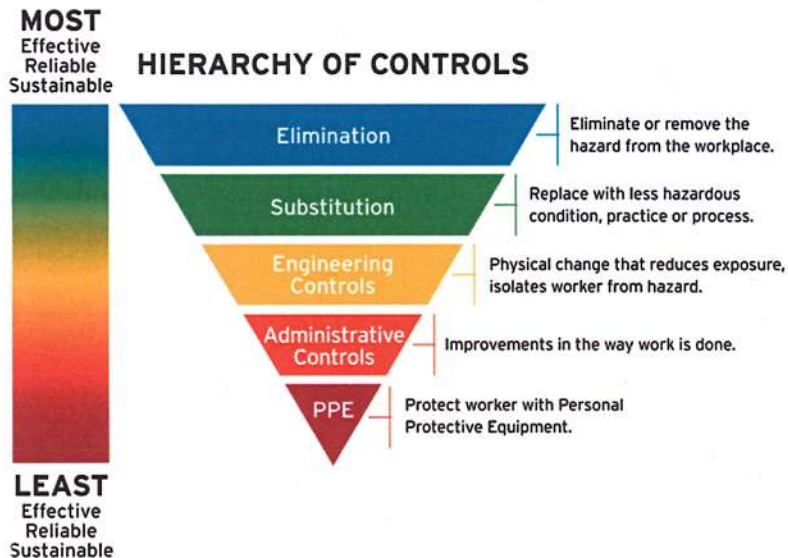 MOST
Effective
Reliable
Sustainable
HIERARCHY OF CONTROLS
Elimination
Eliminate or remove the
hazard from the workplace.
Substitution
Replace with less hazardous
condition, practice or process.
Engineering
Controls
Physical change that reduces exposure,
isolates worker from hazard.
Administrative
Controls
Improvements in the way work is done.
PPE
Protect worker with Personal
Protective Equipment.
LEAST
Effective
Reliable
Sustainable